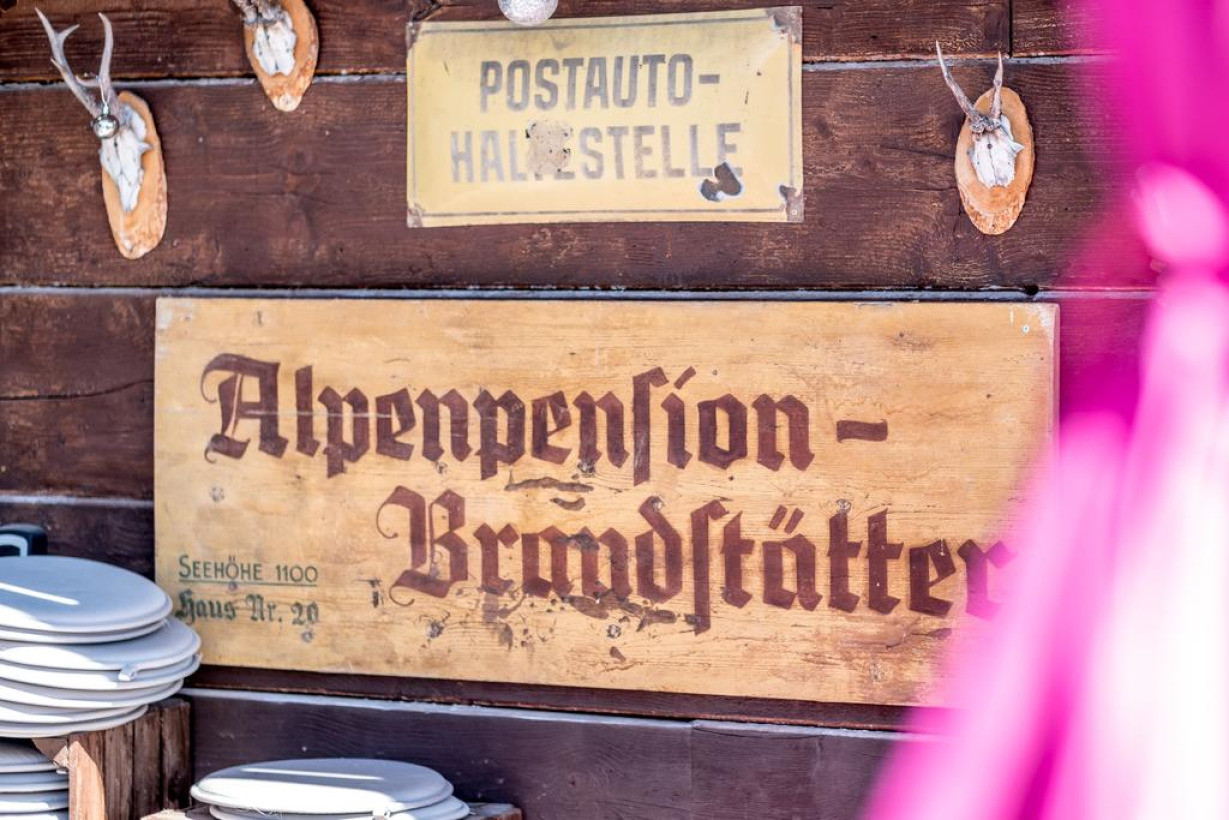 POSTAUTO-
HALTESTELLE
Alpenpenſion-
Brandſtätter
SEEHÖHE 1100
Haus Nr. 20